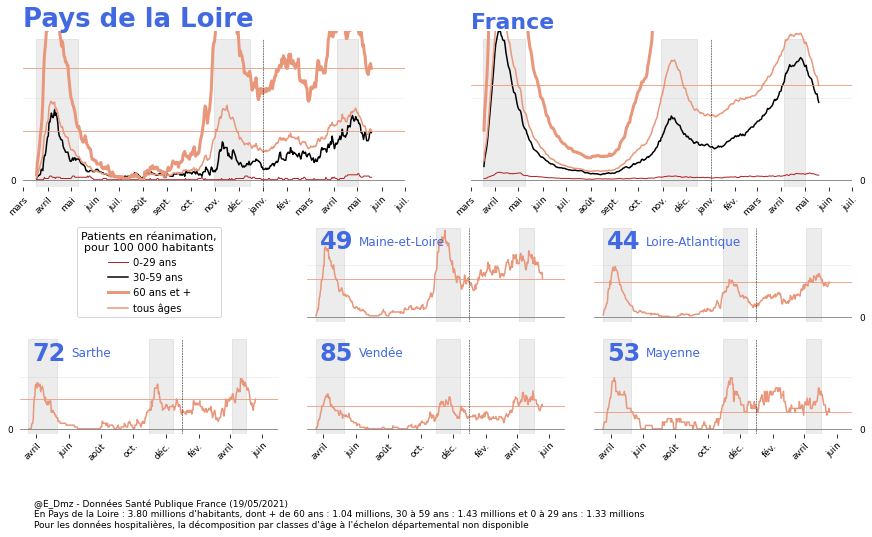 Pays de la Loire
France
0
mars avril mai juin juil. août sept. oct. nov. déc. janv. fév. mars avril mai juin juil.
mars avril mai juin juil. août sept. oct. nov. déc. janv. fév. mars avril mai juin juil.
0
Patients en réanimation,
pour 100 000 habitants
0-29 ans
30-59 ans
60 ans et +
tous âges
49 Maine-et-Loire
44 Loire-Atlantique
0
72 Sarthe
85 Vendée
53 Mayenne
0
0
avril juin août oct. déc. fév. avril juin
avril juin août oct. déc. fév. avril juin
avril juin août oct. déc. fév. avril juin
@E_Dmz - Données Santé Publique France (19/05/2021)
En Pays de la Loire : 3.80 millions d'habitants, dont + de 60 ans : 1.04 millions, 30 à 59 ans : 1.43 millions et 0 à 29 ans : 1.33 millions
Pour les données hospitalières, la décomposition par classes d'âge à l'échelon départemental non disponible